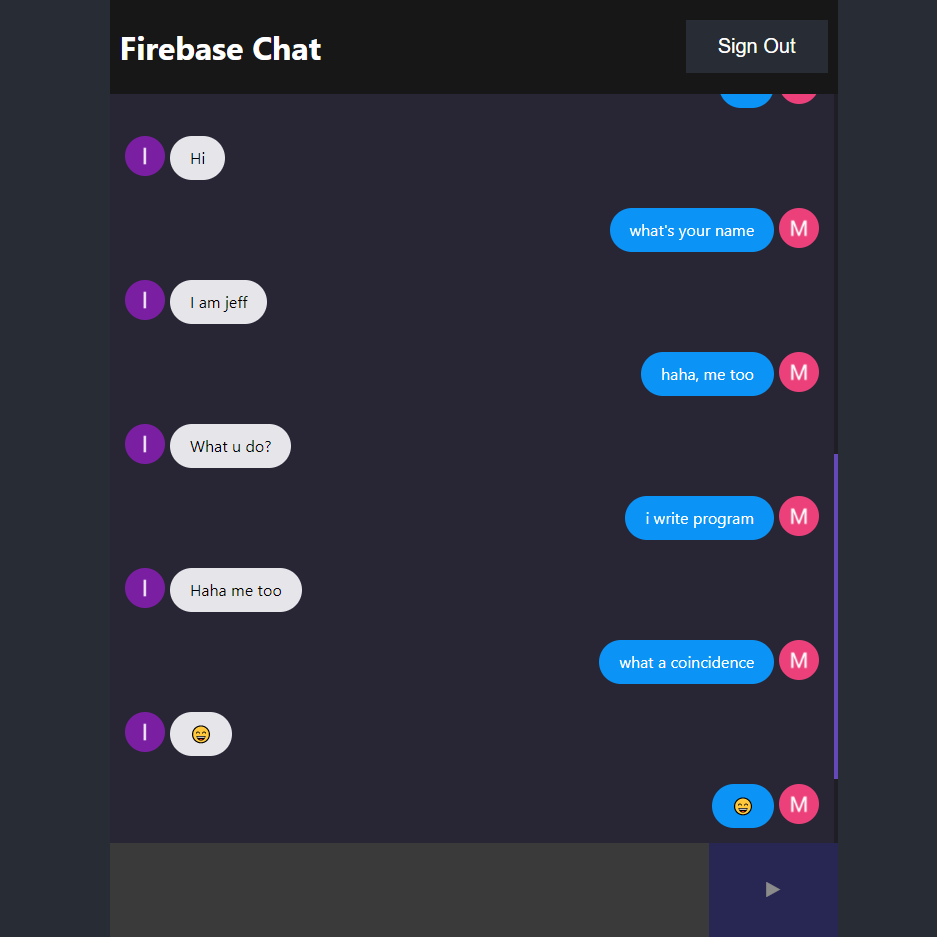 Firebase Chat
Sign Out
M
I
Hi
what's your name
M
I
I am jeff
haha, me too
M
I
What u do?
i write program
M
I
Haha me too
what a coincidence
M
I
😄
😄
M